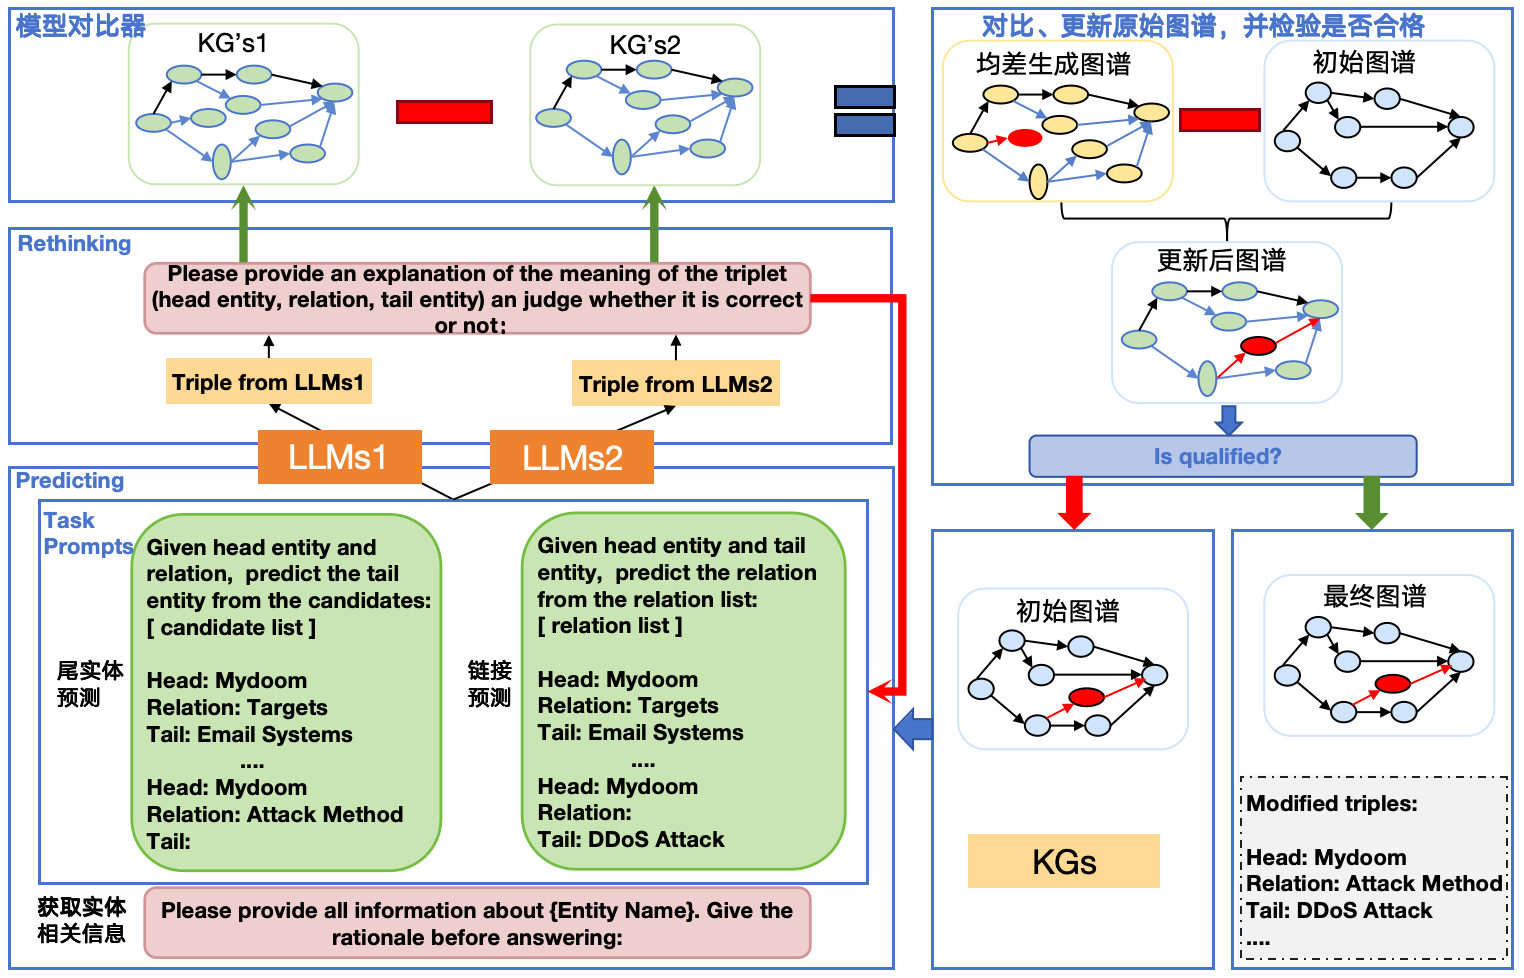 模型对比器
KG's1
KG's2
对比、更新原始图谱，并检验是否合格
均差生成图谱
初始图谱
更新后图谱
Is qualified?
Rethinking
Please provide an explanation of the meaning of the triplet
(head entity, relation, tail entity) an judge whether it is correct
or not:
Triple from LLMs1
Triple from LLMs2
LLMs1
LLMs2
Predicting
Task
Prompts
尾实体
预测
Given head entity and
relation,  predict the tail
entity from the candidates:
[ candidate list ]
Head: Mydoom
Relation: Targets
Tail: Email Systems
....
Head: Mydoom
Relation: Attack Method
Tail:
链接
预测
Given head entity and tail
entity,  predict the relation
from the relation list:
[ relation list ]
Head: Mydoom
Relation: Targets
Tail: Email Systems
....
Head: Mydoom
Relation:
Tail: DDoS Attack
获取实体
相关信息
Please provide all information about {Entity Name}. Give the
rationale before answering:
初始图谱
KGs
最终图谱
Modified triples:
Head: Mydoom
Relation: Attack Method
Tail: DDoS Attack
....